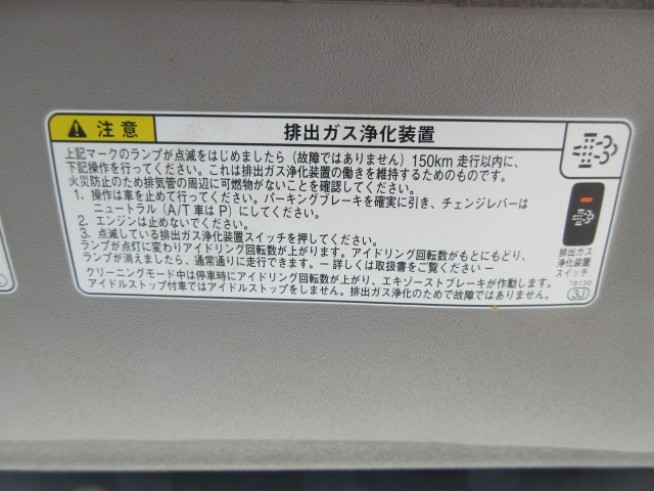 注意
排出ガス浄化装置
上記マークのランプが点滅をはじめましたら（故障ではありません）150km 走行以内に、
下記操作を行ってください。これは排出ガス浄化装置の働きを維持するためのものです。
火災防止のため排気管の周辺に可燃物がないことを確認してください。
1. 操作は車を止めて行ってください。パーキングブレーキを確実に引き、チェンジレバーは
ニュートラル（A/T 車は P）にしてください。
2. エンジンは止めないでください。
3. 点滅している排出ガス浄化装置スイッチを押してください。
ランプが点灯に変わりアイドリング回転数が上がります。アイドリング回転数がもとにもどり、
ランプが消えましたら、通常通りに走行できます。－詳しくは取扱書をご覧ください－
クリーニングモード中は停車時にアイドリング回転数が上がり、エキゾーストブレーキが作動します。
アイドルストップ付車ではアイドルストップをしません。排出ガス浄化のためで故障ではありません。
排出ガス
浄化装置
スイッチ
78130
3J